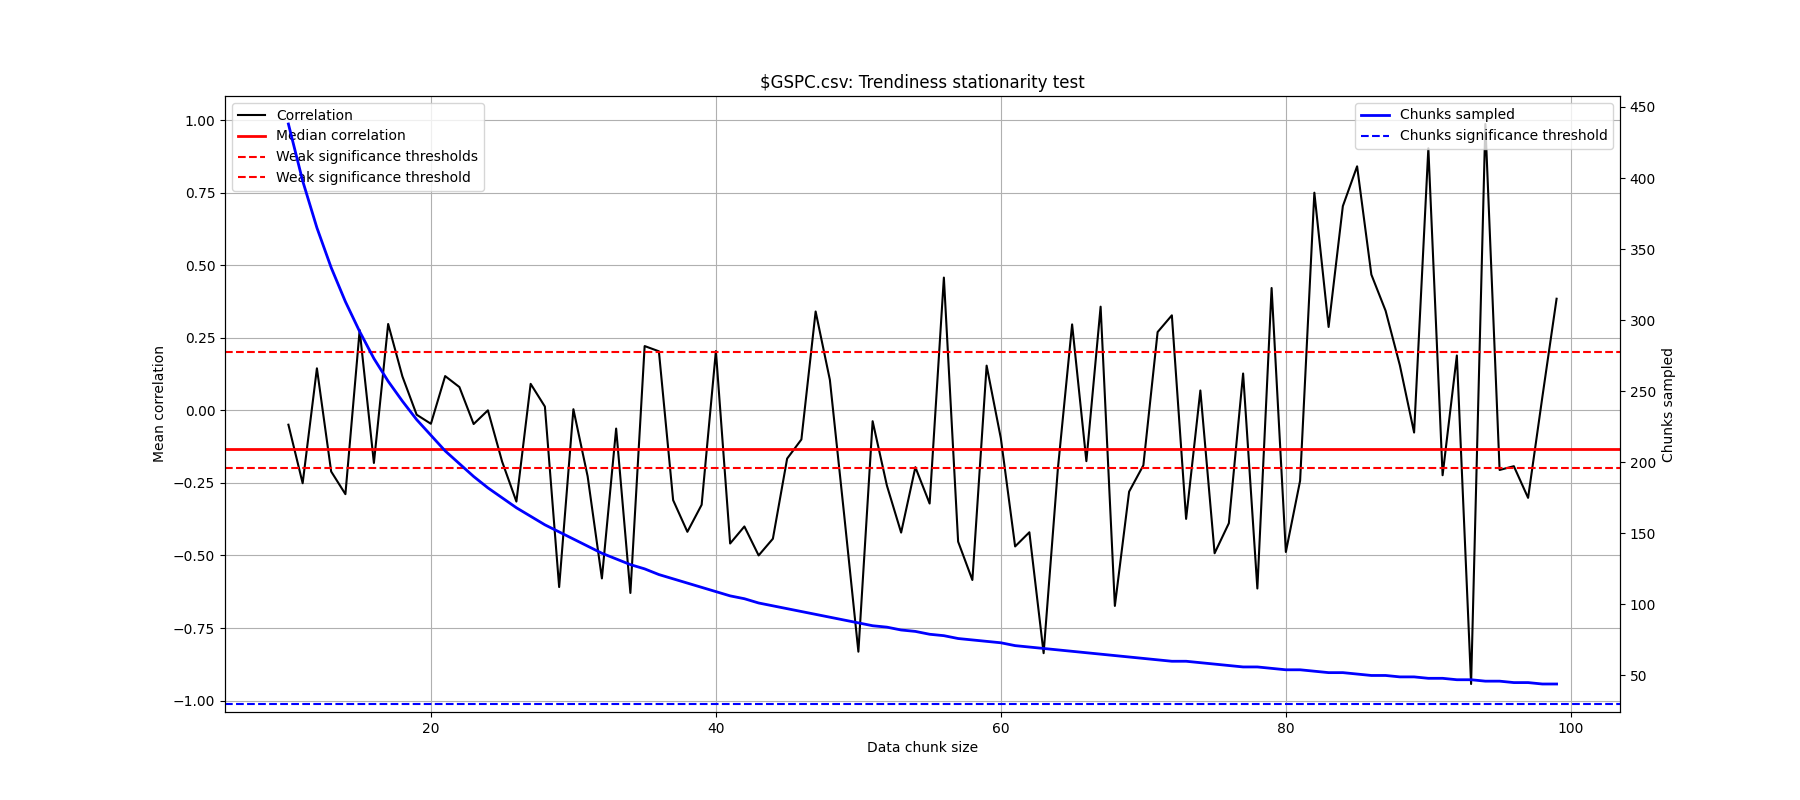 $GSPC.csv: Trendiness stationarity test
Correlation
Median correlation
Weak significance thresholds
Weak significance threshold
Chunks sampled
Chunks significance threshold
Mean correlation
1.00
0.75
0.50
0.25
0.00
−0.25
−0.50
−0.75
−1.00
450
400
350
300
250
200
150
100
50
Chunks sampled
20
40
60
80
100
Data chunk size